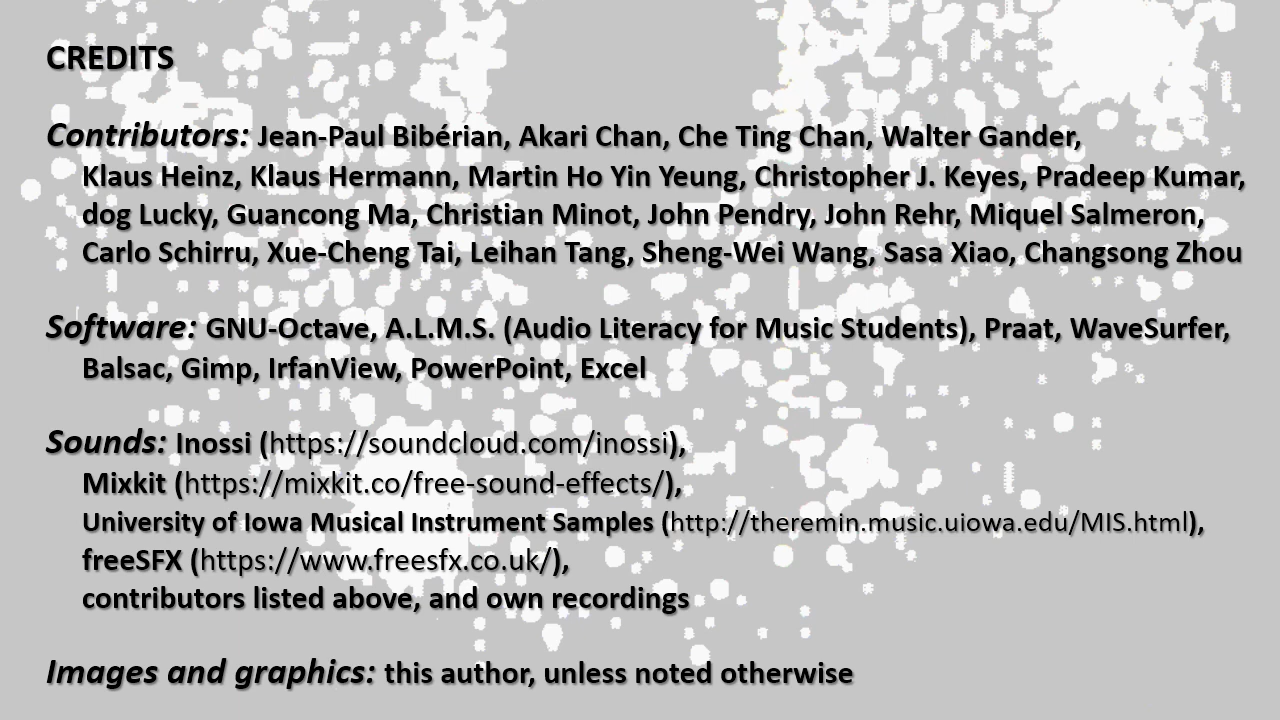 CREDITS
Contributors: Jean-Paul Bibérian, Akari Chan, Che Ting Chan, Walter Gander,
Klaus Heinz, Klaus Hermann, Martin Ho Yin Yeung, Christopher J. Keyes, Pradeep Kumar,
dog Lucky, Guancong Ma, Christian Minot, John Pendry, John Rehr, Miquel Salmeron,
Carlo Schirru, Xue-Cheng Tai, Leihan Tang, Sheng-Wei Wang, Sasa Xiao, Changsong Zhou
Software: GNU-Octave, A.L.M.S. (Audio Literacy for Music Students), Praat, WaveSurfer,
Balsac, Gimp, IrfanView, PowerPoint, Excel
Sounds: Inossi (https://soundcloud.com/inossi),
Mixkit (https://mixkit.co/free-sound-effects/),
University of Iowa Musical Instrument Samples (http://theremin.music.uiowa.edu/MIS.html),
freeSFX (https://www.freesfx.co.uk/),
contributors listed above, and own recordings
Images and graphics: this author, unless noted otherwise